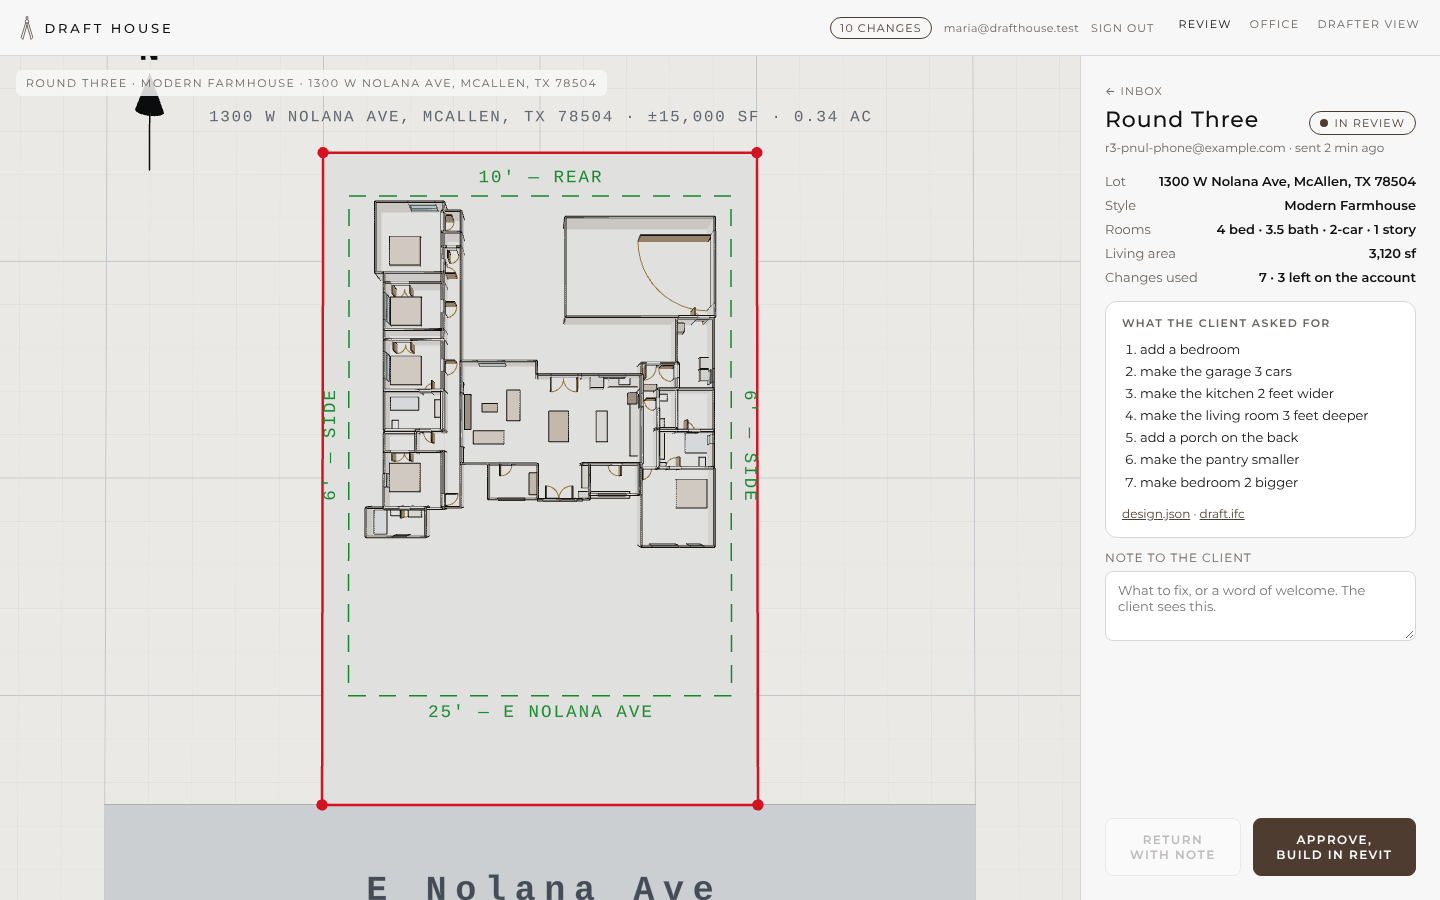 DRAFT HOUSE
10 CHANGES
maria@drafthouse.test
SIGN OUT
REVIEW
OFFICE
DRAFTER VIEW
N
ROUND THREE · MODERN FARMHOUSE · 1300 W NOLANA AVE, MCALLEN, TX 78504
1300 W NOLANA AVE, MCALLEN, TX 78504 · ±15,000 SF · 0.34 AC
10' — REAR
6' — SIDE
6' — SIDE
25' — E NOLANA AVE
E Nolana Ave
← INBOX
Round Three
IN REVIEW
r3-pnul-phone@example.com · sent 2 min ago
Lot 1300 W Nolana Ave, McAllen, TX 78504
Style Modern Farmhouse
Rooms 4 bed · 3.5 bath · 2-car · 1 story
Living area 3,120 sf
Changes used 7 · 3 left on the account
WHAT THE CLIENT ASKED FOR
1. add a bedroom
2. make the garage 3 cars
3. make the kitchen 2 feet wider
4. make the living room 3 feet deeper
5. add a porch on the back
6. make the pantry smaller
7. make bedroom 2 bigger
design.json · draft.ifc
NOTE TO THE CLIENT
What to fix, or a word of welcome. The
client sees this.
RETURN
WITH NOTE
APPROVE,
BUILD IN REVIT